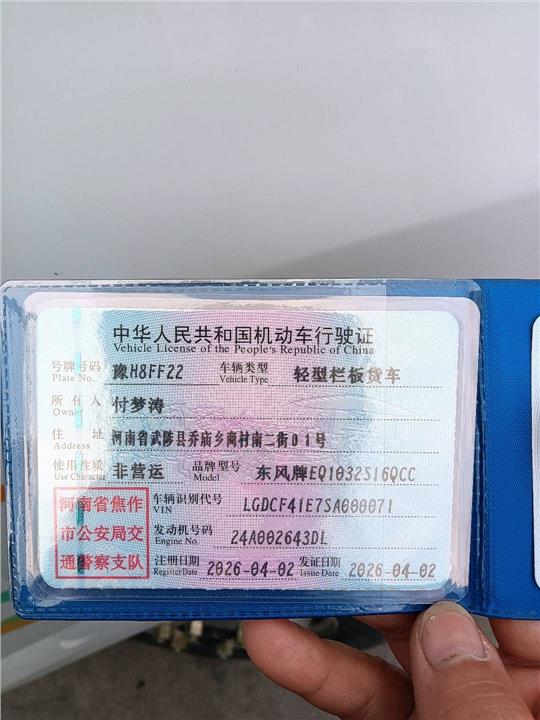 中华人民共和国机动车行驶证
Vehicle License of the People's Republic of China
号牌号码 豫H8FF22 车辆类型 轻型栏板货车
Plate No. Vehicle Type
所有人 付梦涛
Owner
住址 河南省武陟县乔庙乡商村南二街01号
Address
使用性质 非营运 品牌型号 东风牌EQ1032S16QCC
Use Character Model
河南省焦作
市公安局交
通警察支队
车辆识别代号 LGDCF41E7SA000071
VIN
发动机号码 24A002643DL
Engine No.
注册日期 2026-04-02 发证日期 2026-04-02
Register Date Issue Date